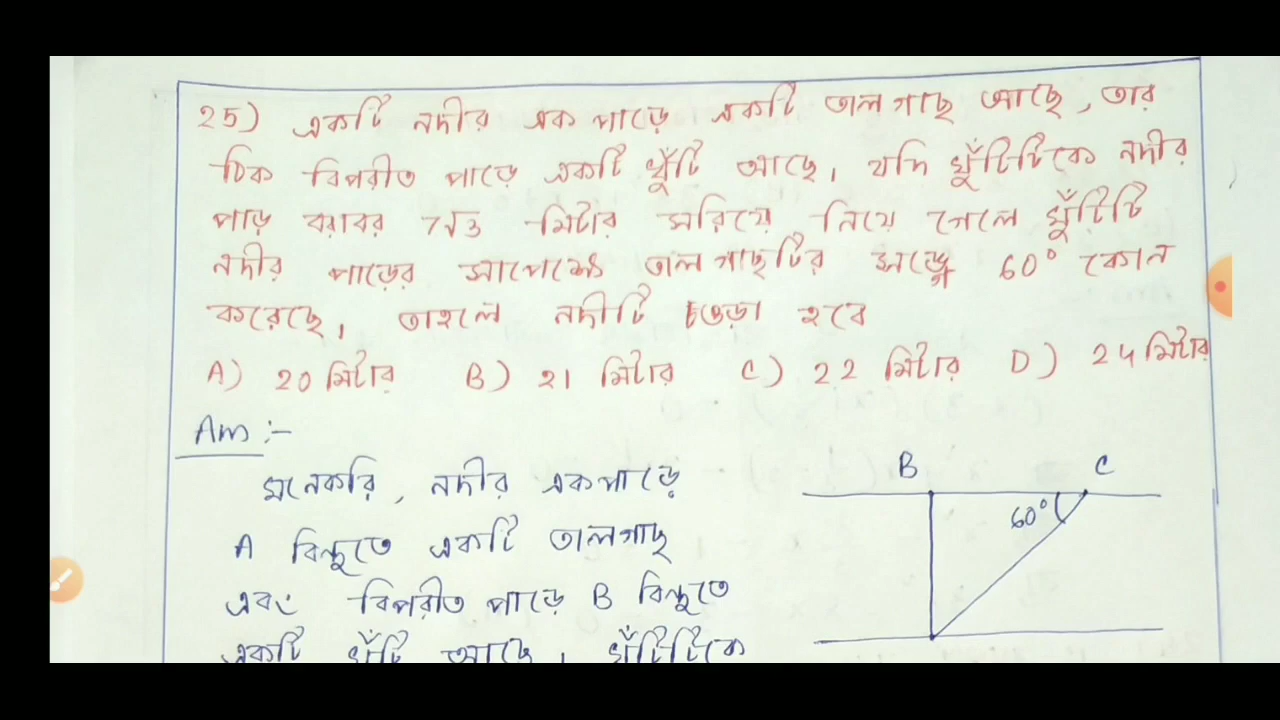 25) একটি নদীর এক পাড়ে একটি তাল গাছ আছে, তার
ঠিক বিপরীত পাড়ে একটি খুঁটি আছে। যদি খুঁটিটিকে নদীর
পাড় বরাবর 7√3 মিটার সরিয়ে নিয়ে গেলে খুঁটিটি
নদীর পাড়ের সাপেক্ষে তাল গাছটির সঙ্গে 60° কোন
করেছে, তাহলে নদীটি চওড়া হবে
A) 20 মিটার B) 21 মিটার C) 22 মিটার D) 24 মিটার
Ans :-
মনেকরি, নদীর একপাড়ে
A বিন্দুতে একটি তালগাছ
এবং বিপরীত পাড়ে B বিন্দুতে
একটি খুঁটি আছে। খুঁটিটিকে
B C
60°